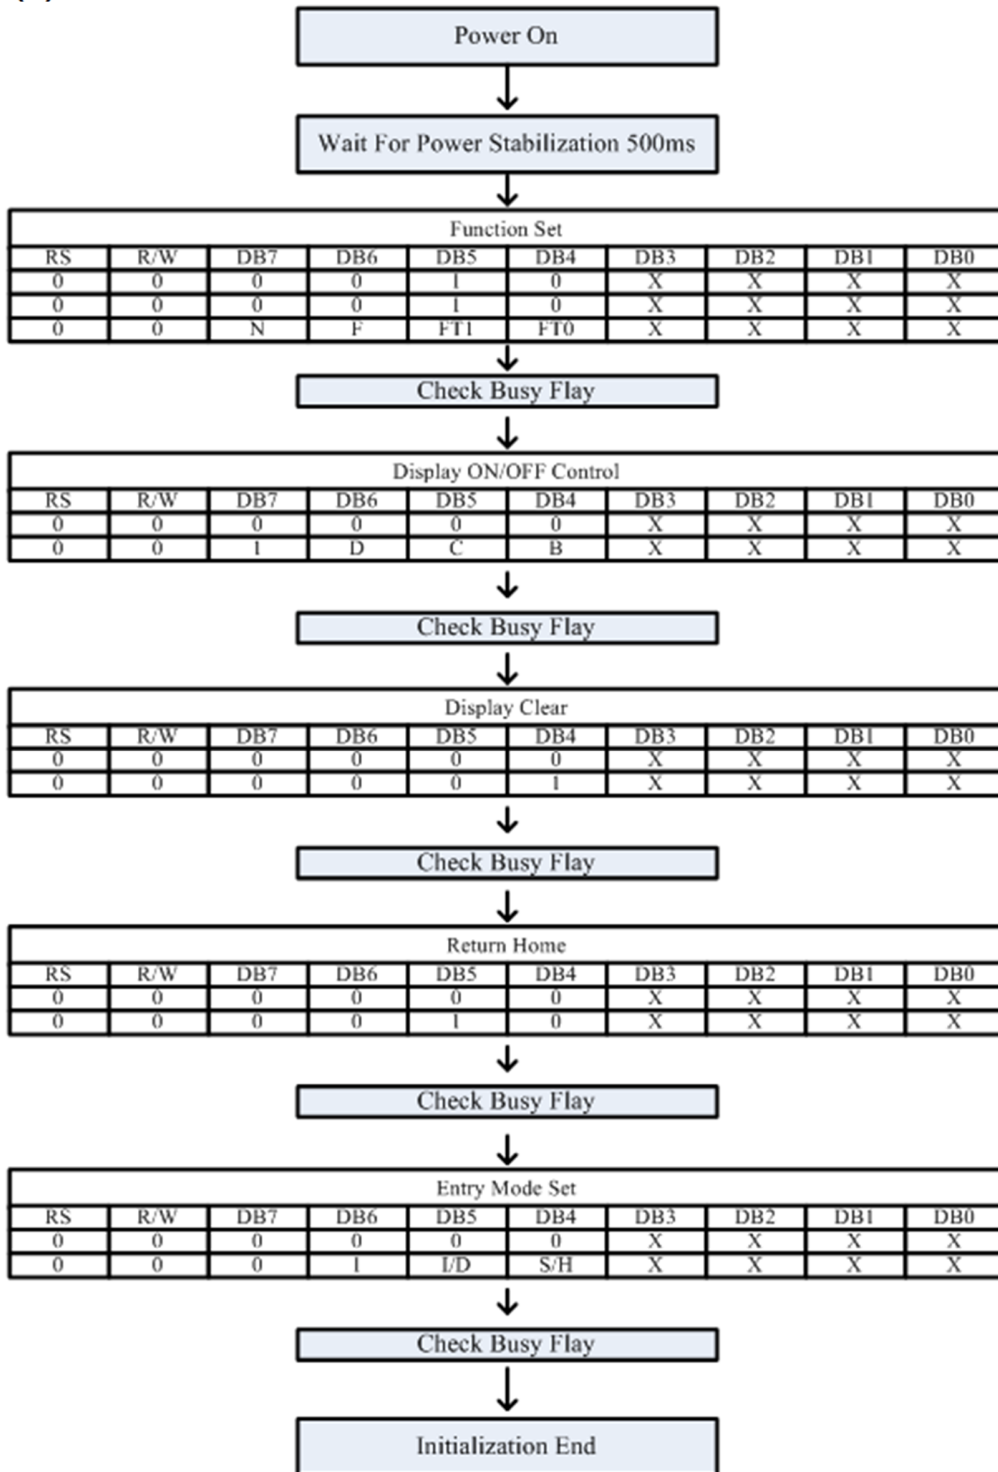 Power On
Wait For Power Stabilization 500ms
Function Set
RS R/W DB7 DB6 DB5 DB4 DB3 DB2 DB1 DB0
0 0 0 0 1 0 X X X X
0 0 0 0 1 0 X X X X
0 0 N F FT1 FT0 X X X X
Check Busy Flay
Display ON/OFF Control
RS R/W DB7 DB6 DB5 DB4 DB3 DB2 DB1 DB0
0 0 0 0 0 0 X X X X
0 0 1 D C B X X X X
Check Busy Flay
Display Clear
RS R/W DB7 DB6 DB5 DB4 DB3 DB2 DB1 DB0
0 0 0 0 0 0 X X X X
0 0 0 0 0 1 X X X X
Check Busy Flay
Return Home
RS R/W DB7 DB6 DB5 DB4 DB3 DB2 DB1 DB0
0 0 0 0 0 0 X X X X
0 0 0 0 1 0 X X X X
Check Busy Flay
Entry Mode Set
RS R/W DB7 DB6 DB5 DB4 DB3 DB2 DB1 DB0
0 0 0 0 0 0 X X X X
0 0 0 1 I/D S/H X X X X
Check Busy Flay
Initialization End